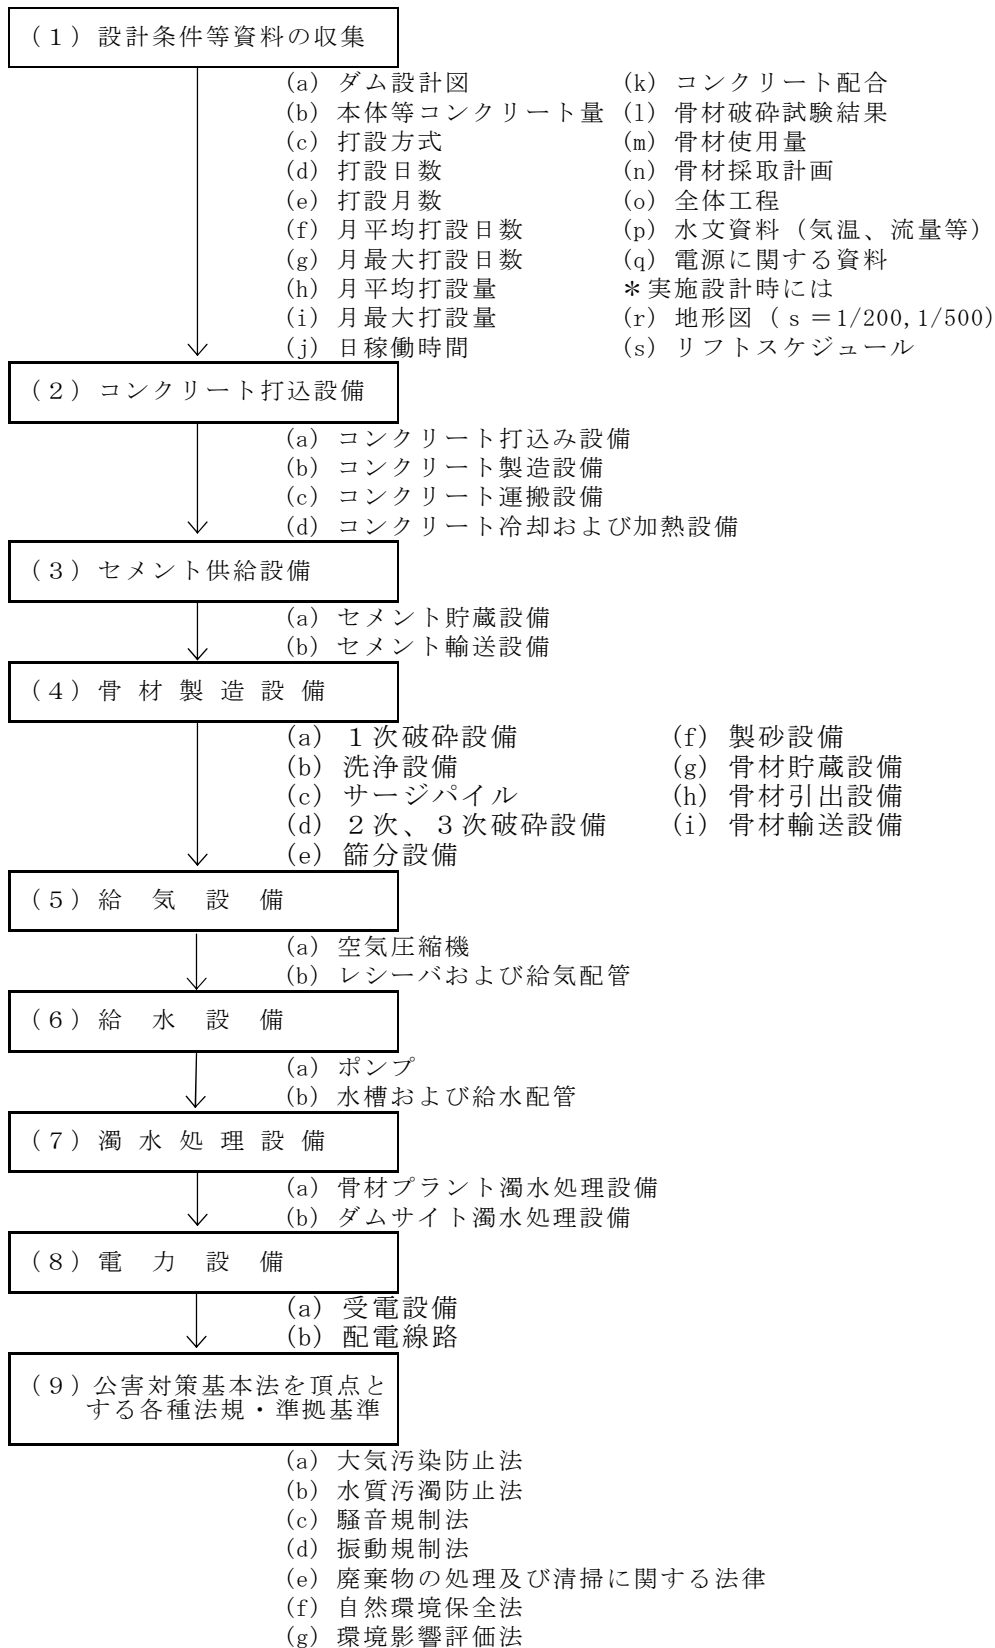 (1) 設計条件等資料の収集
(a) ダム設計図
(b) 本体等コンクリート量
(c) 打設方式
(d) 打設日数
(e) 打設月数
(f) 月平均打設日数
(g) 月最大打設日数
(h) 月平均打設量
(i) 月最大打設量
(j) 日稼働時間
(k) コンクリート配合
(l) 骨材破砕試験結果
(m) 骨材使用量
(n) 骨材採取計画
(o) 全体工程
(p) 水文資料（気温、流量等）
(q) 電源に関する資料
＊実施設計時には
(r) 地形図（ｓ＝1/200,1/500)
(s) リフトスケジュール
(2) コンクリート打込設備
(a) コンクリート打込み設備
(b) コンクリート製造設備
(c) コンクリート運搬設備
(d) コンクリート冷却および加熱設備
(3) セメント供給設備
(a) セメント貯蔵設備
(b) セメント輸送設備
(4) 骨 材 製 造 設 備
(a) １次破砕設備
(b) 洗浄設備
(c) サージパイル
(d) ２次、３次破砕設備
(e) 篩分設備
(f) 製砂設備
(g) 骨材貯蔵設備
(h) 骨材引出設備
(i) 骨材輸送設備
(5) 給 気 設 備
(a) 空気圧縮機
(b) レシーバおよび給気配管
(6) 給 水 設 備
(a) ポンプ
(b) 水槽および給水配管
(7) 濁 水 処 理 設 備
(a) 骨材プラント濁水処理設備
(b) ダムサイト濁水処理設備
(8) 電 力 設 備
(a) 受電設備
(b) 配電線路
(9) 公害対策基本法を頂点と
する各種法規・準拠基準
(a) 大気汚染防止法
(b) 水質汚濁防止法
(c) 騒音規制法
(d) 振動規制法
(e) 廃棄物の処理及び清掃に関する法律
(f) 自然環境保全法
(g) 環境影響評価法